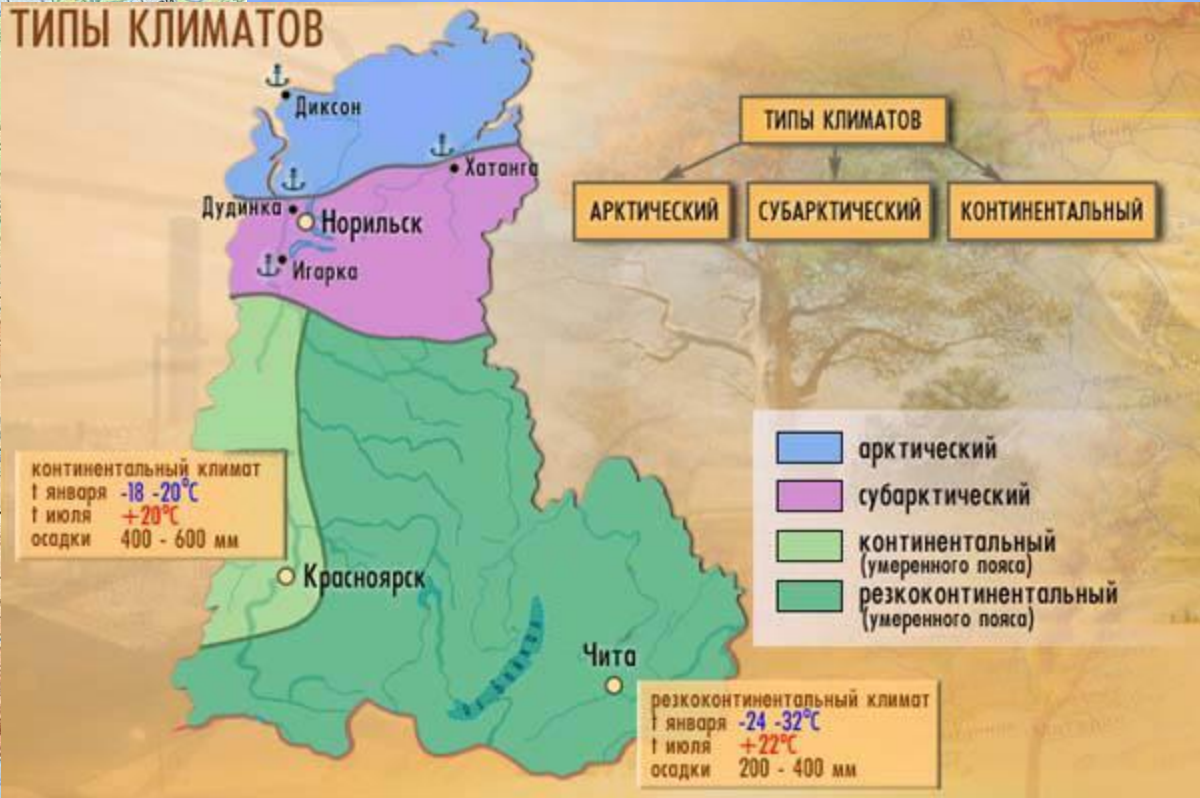 ТИПЫ КЛИМАТОВ
Диксон
Хатанга
Дудинка
Норильск
Игарка
ТИПЫ КЛИМАТОВ
АРКТИЧЕСКИЙ
СУБАРКТИЧЕСКИЙ
КОНТИНЕНТАЛЬНЫЙ
арктический
субарктический
континентальный
(умеренного пояса)
резкоконтинентальный
(умеренного пояса)
континентальный климат
t января -18 -20°C
t июля +20°C
осадки 400 - 600 мм
Красноярск
Чита
резкоконтинентальный климат
t января -24 -32°C
t июля +22°C
осадки 200 - 400 мм